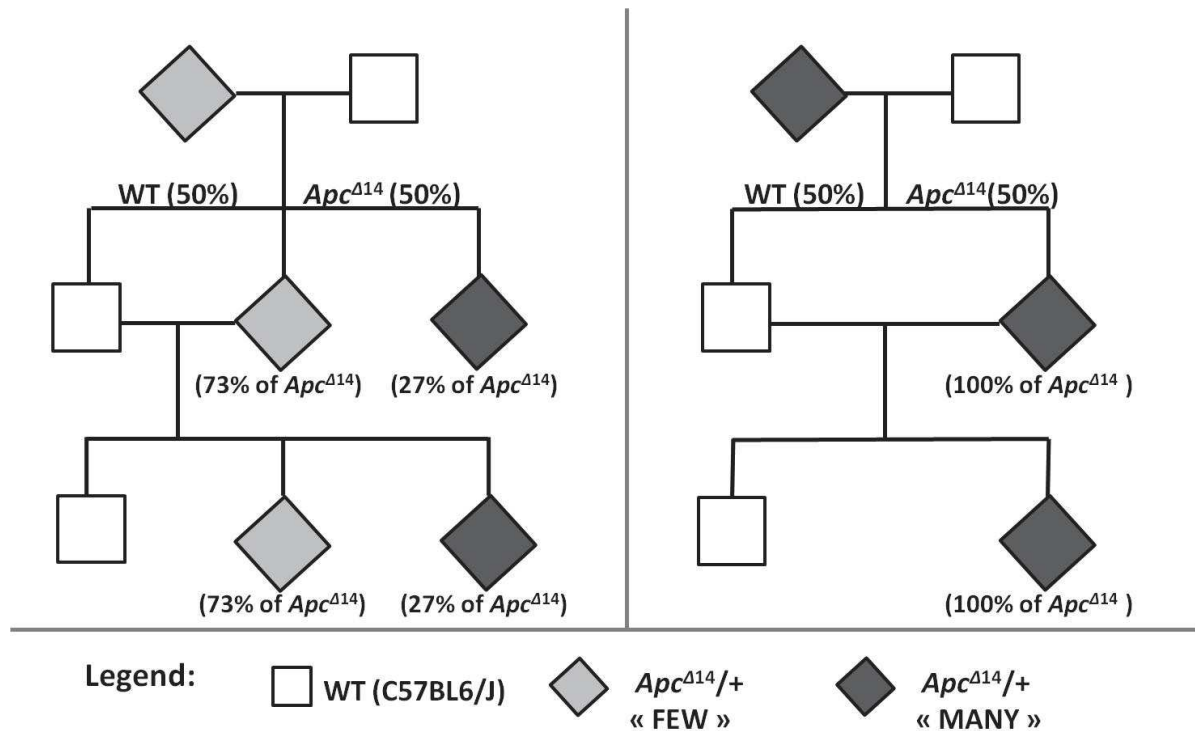 WT (50%) Apc^Δ14 (50%)
(73% of Apc^Δ14) (27% of Apc^Δ14)
(73% of Apc^Δ14) (27% of Apc^Δ14)
WT (50%) Apc^Δ14(50%)
(100% of Apc^Δ14 )
(100% of Apc^Δ14 )
Legend:
WT (C57BL6/J)
Apc^Δ14/+
« FEW »
Apc^Δ14/+
« MANY »